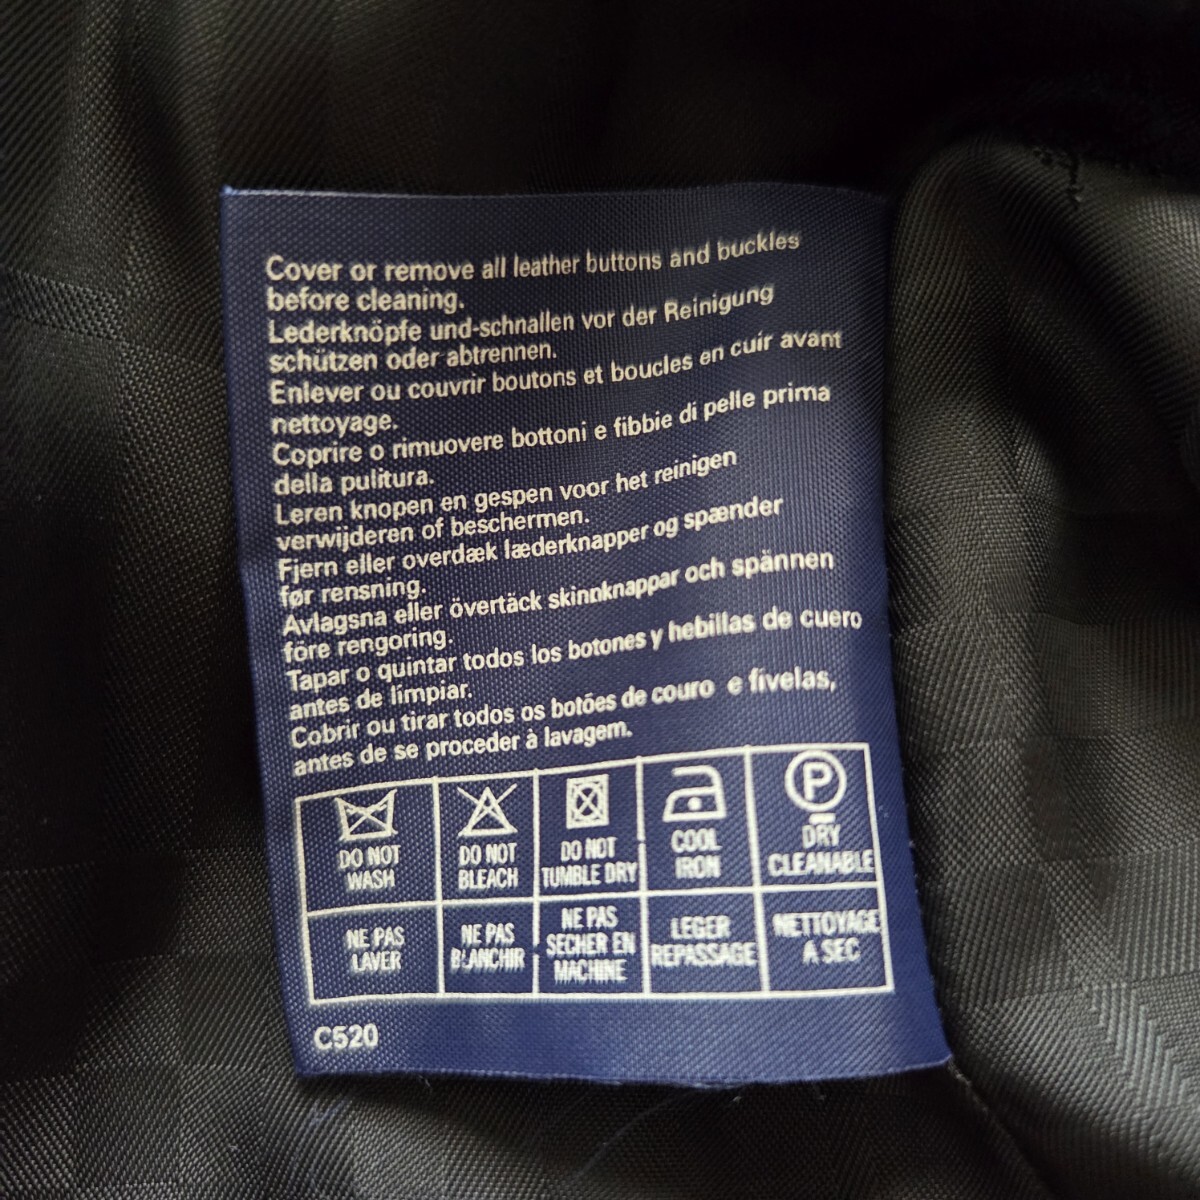 Cover or remove all leather buttons and buckles
before cleaning.
Lederknöpfe und-schnallen vor der Reinigung
schützen oder abtrennen.
Enlever ou couvrir boutons et boucles en cuir avant
nettoyage.
Coprire o rimuovere bottoni e fibbie di pelle prima
della pulitura.
Leren knopen en gespen voor het reinigen
verwijderen of beschermen.
Fjern eller overdæk læderknapper og spænder
før rensning.
Avlagsna eller övertäck skinnknappar och spännen
före rengoring.
Tapar o quintar todos los botones y hebillas de cuero
antes de limpiar.
Cobrir ou tirar todos os botões de couro e fívelas,
antes de se proceder à lavagem.
P
DO NOT
WASH
DO NOT
BLEACH
DO NOT
TUMBLE DRY
COOL
IRON
DRY
CLEANABLE
NE PAS
LAVER
NE PAS
BLANCHIR
NE PAS
SECHER EN
MACHINE
LEGER
REPASSAGE
NETTOYAGE
A SEC
C520